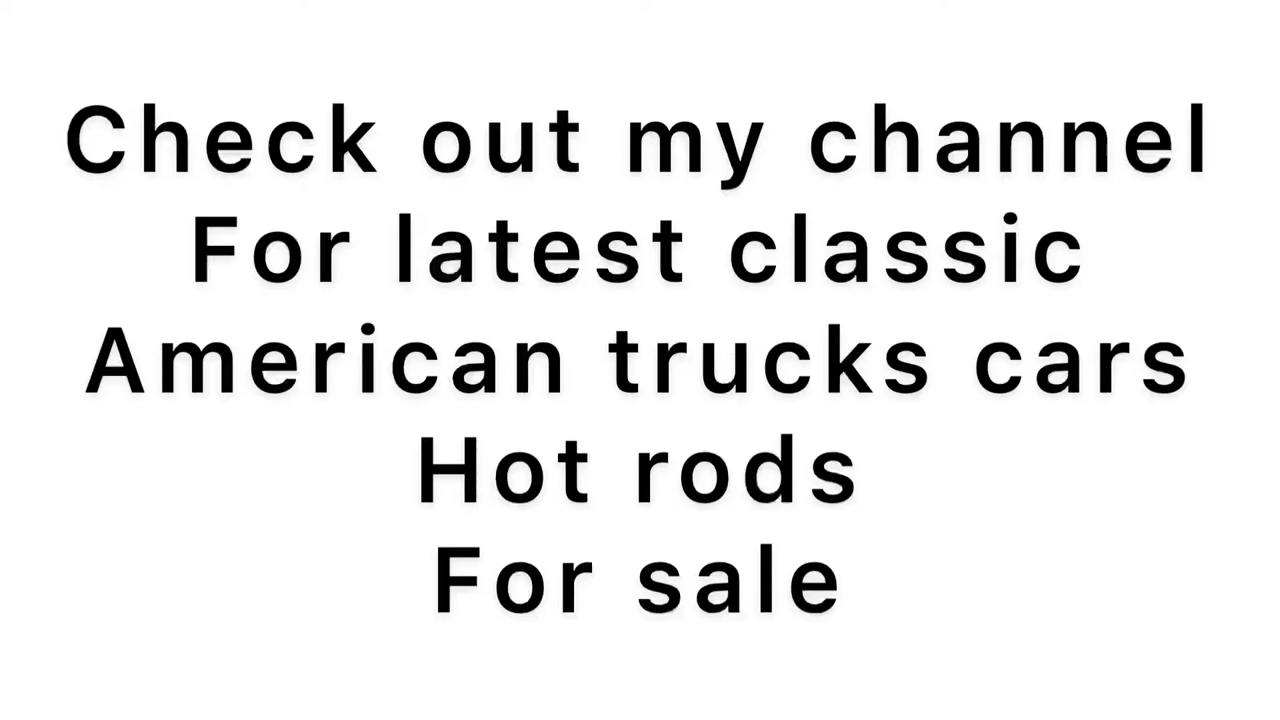 Check out my channel
For latest classic
American trucks cars
Hot rods
For sale